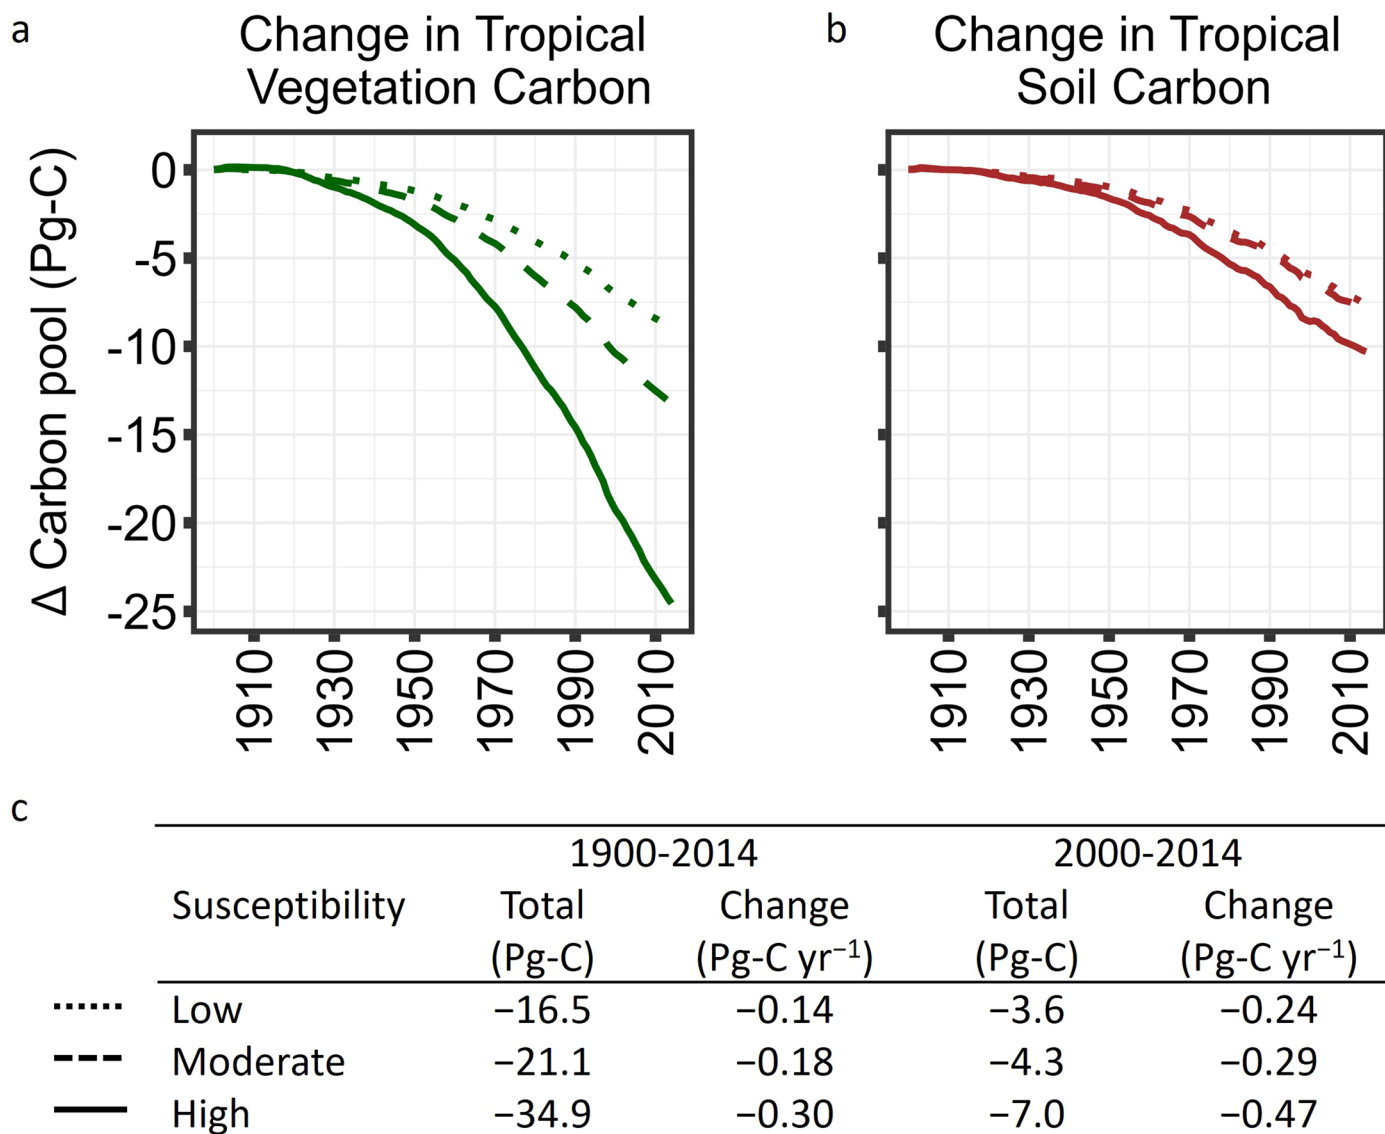 a
Change in Tropical
Vegetation Carbon
b
Change in Tropical
Soil Carbon
Δ Carbon pool (Pg-C)
0
-5
-10
-15
-20
-25
1910
1930
1950
1970
1990
2010
1910
1930
1950
1970
1990
2010
c
1900-2014 2000-2014
Susceptibility Total Change Total Change
(Pg-C) (Pg-C yr⁻¹) (Pg-C) (Pg-C yr⁻¹)
Low −16.5 −0.14 −3.6 −0.24
Moderate −21.1 −0.18 −4.3 −0.29
High −34.9 −0.30 −7.0 −0.47